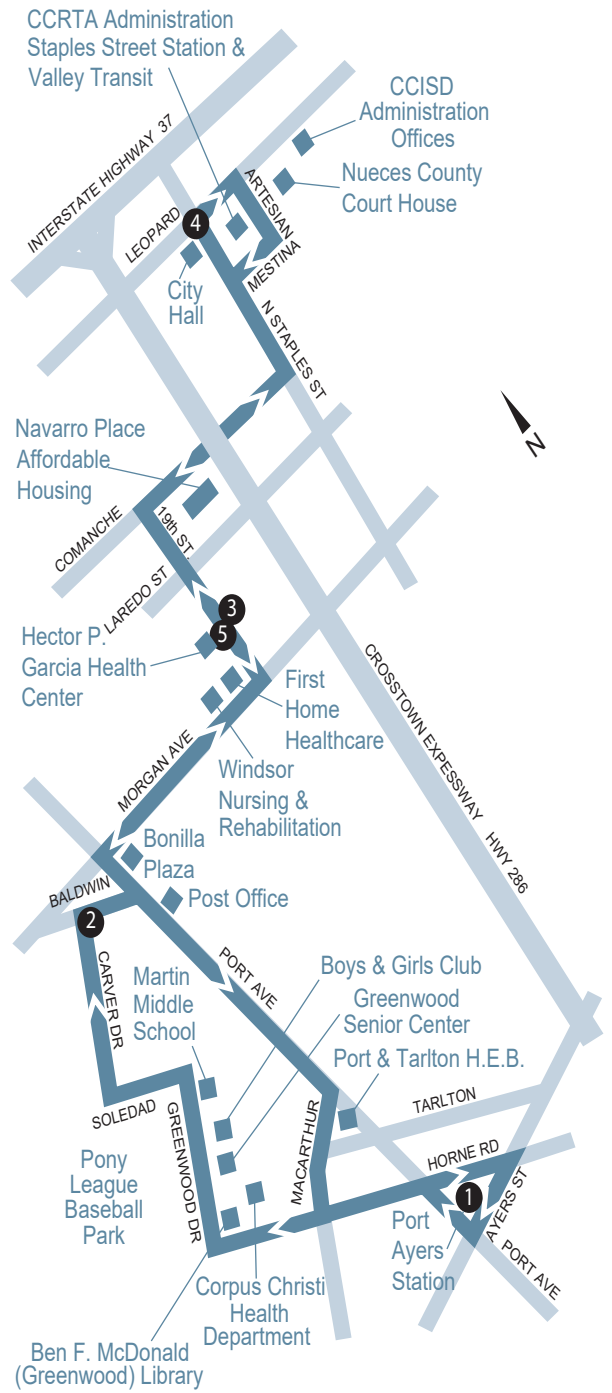 CCRTA Administration
Staples Street Station &
Valley Transit
CCISD
Administration
Offices
Nueces County
Court House
INTERSTATE HIGHWAY 37
LEOPARD
ARTESIAN
4
MESTINA
City
Hall
N STAPLES ST
N
Navarro Place
Affordable
Housing
COMANCHE
19th ST.
LAREDO ST
3
5
Hector P.
Garcia Health
Center
First
Home
Healthcare
CROSSTOWN EXPESSWAY
HWY 286
Windsor
Nursing &
Rehabilitation
MORGAN AVE
Bonilla
Plaza
BALDWIN
Post Office
2
CARVER DR
PORT AVE
Martin
Middle
School
Boys & Girls Club
Greenwood
Senior Center
Port & Tarlton H.E.B.
TARLTON
SOLEDAD
GREENWOOD DR
MACARTHUR
HORNE RD
Pony
League
Baseball
Park
1
AYERS ST
Port
Ayers
Station
PORT AVE
Corpus Christi
Health
Department
Ben F. McDonald
(Greenwood) Library